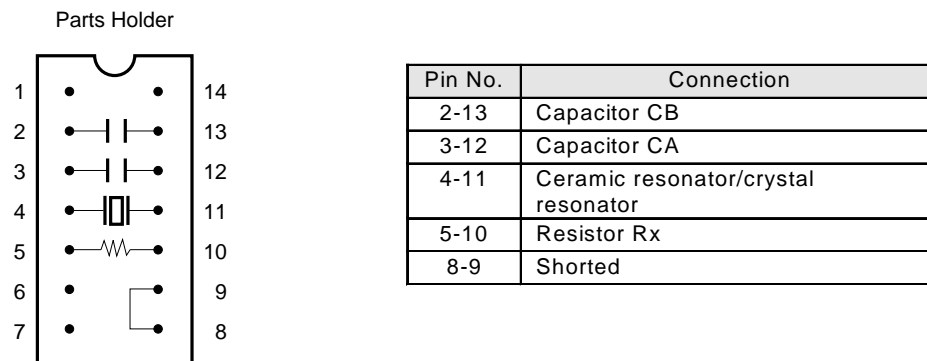 Parts Holder
1 14
2 13
3 12
4 11
5 10
6 9
7 8
Pin No. Connection
2-13 Capacitor CB
3-12 Capacitor CA
4-11 Ceramic resonator/crystal
resonator
5-10 Resistor Rx
8-9 Shorted